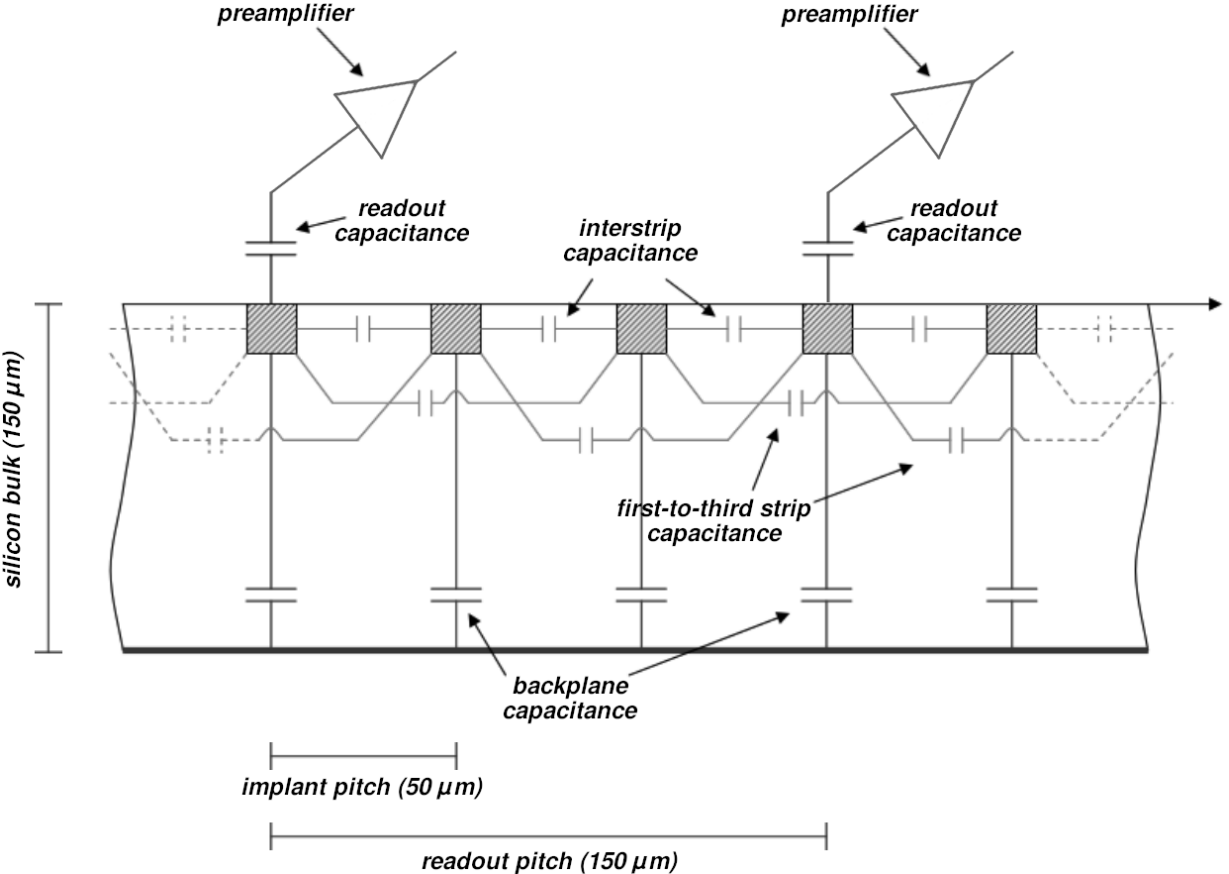 preamplifier
preamplifier
readout
capacitance
interstrip
capacitance
readout
capacitance
silicon bulk (150 µm)
first-to-third strip
capacitance
backplane
capacitance
implant pitch (50 µm)
readout pitch (150 µm)